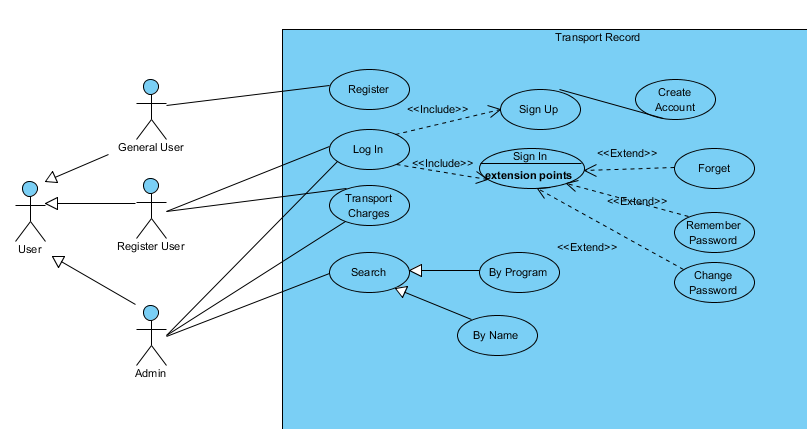 Transport Record
General User
Register User
User
Admin
Register
Log In
Transport
Charges
Search
<<Include>>
<<Include>>
Sign Up
Create
Account
Sign In
extension points
<<Extend>>
Forget
<<Extend>>
Remember
Password
<<Extend>>
Change
Password
By Program
By Name